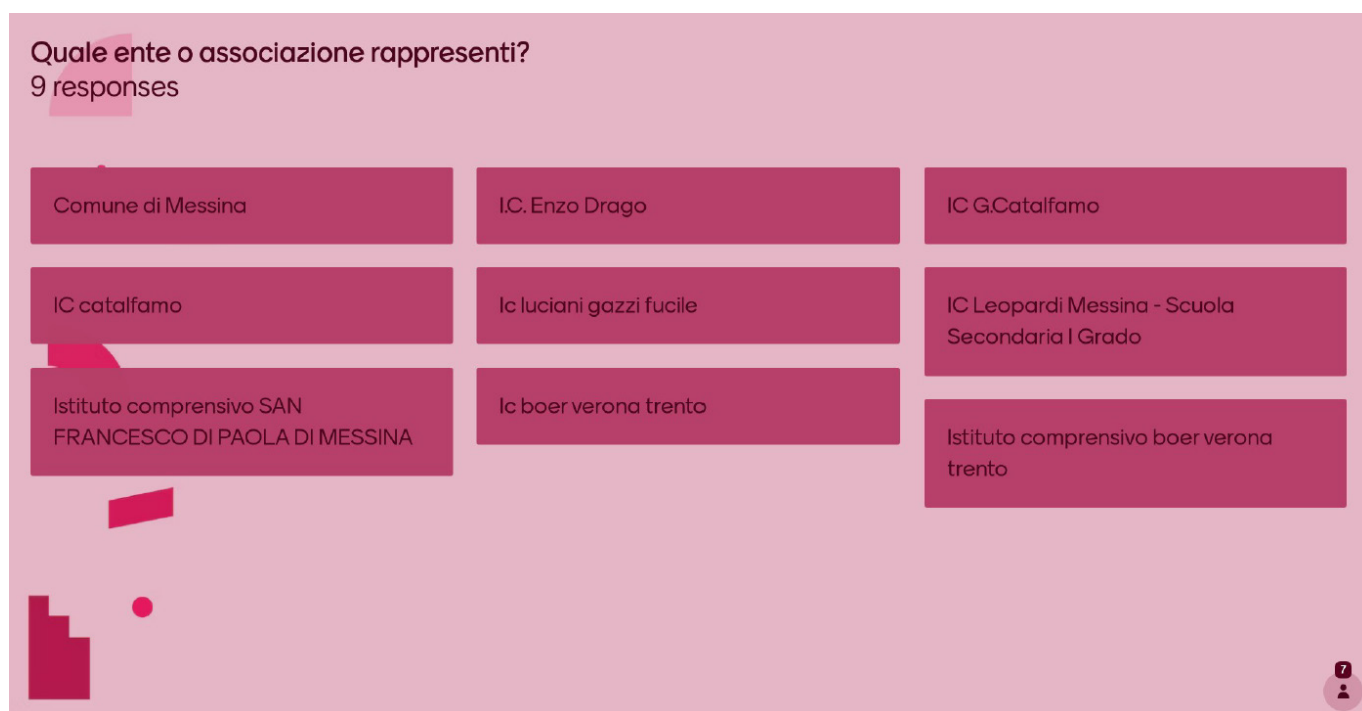 Quale ente o associazione rappresenti?
9 responses
Comune di Messina
I.C. Enzo Drago
IC G.Catalfamo
IC catalfamo
Ic luciani gazzi fucile
IC Leopardi Messina - Scuola
Secondaria I Grado
Istituto comprensivo SAN
FRANCESCO DI PAOLA DI MESSINA
Ic boer verona trento
Istituto comprensivo boer verona
trento
7